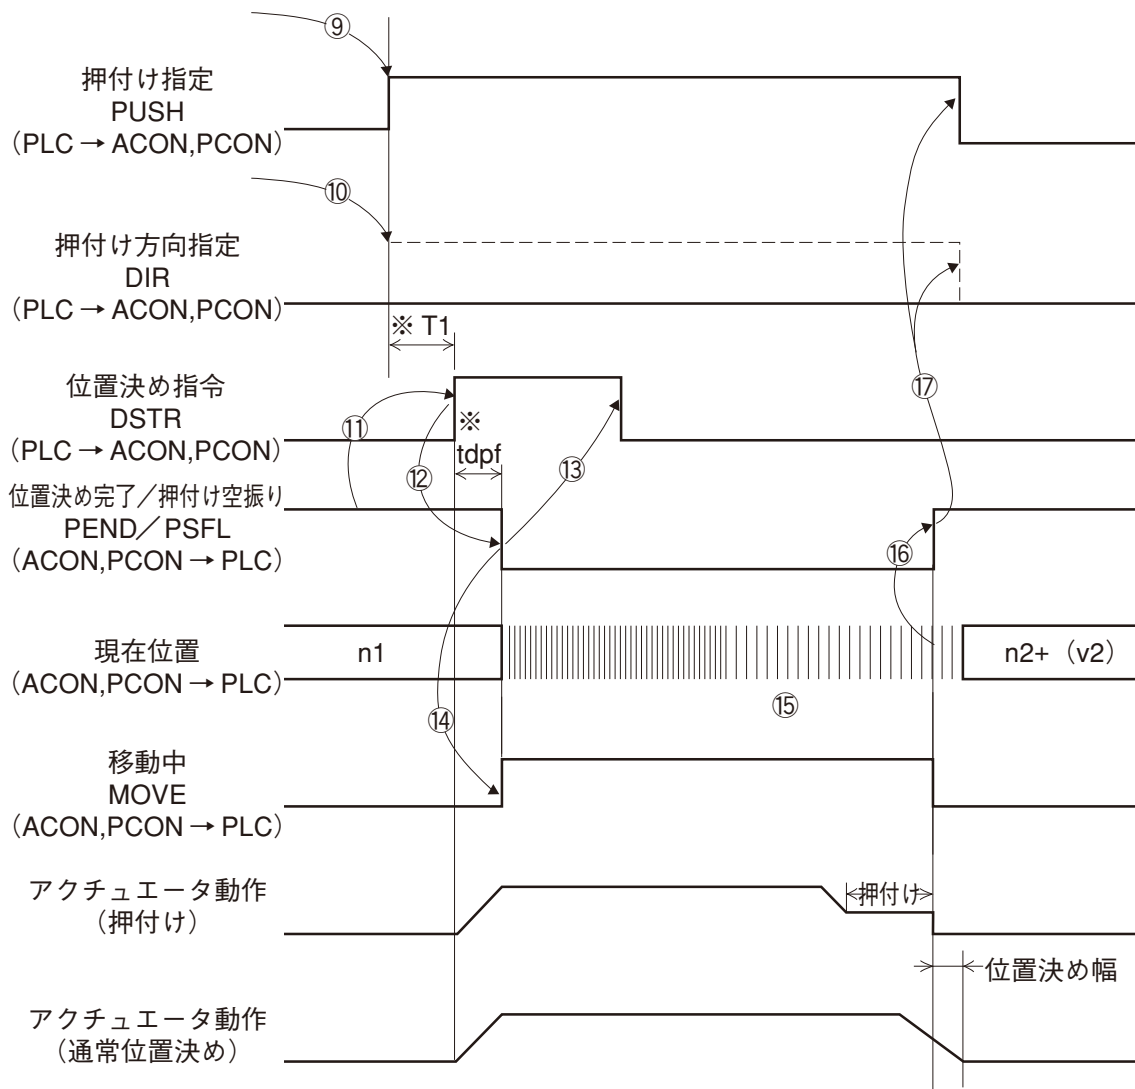 ⑨
押付け指定
PUSH
(PLC → ACON,PCON)
⑩
押付け方向指定
DIR
(PLC → ACON,PCON)
※ T1
位置決め指令
DSTR
(PLC → ACON,PCON)
※
tdpf
⑪
⑫
⑬
⑰
位置決め完了／押付け空振り
PEND／PSFL
(ACON,PCON → PLC)
⑯
現在位置
(ACON,PCON → PLC)
n1
n2+（v2）
⑭
⑮
移動中
MOVE
(ACON,PCON → PLC)
アクチュエータ動作
（押付け）
押付け
位置決め幅
アクチュエータ動作
（通常位置決め）